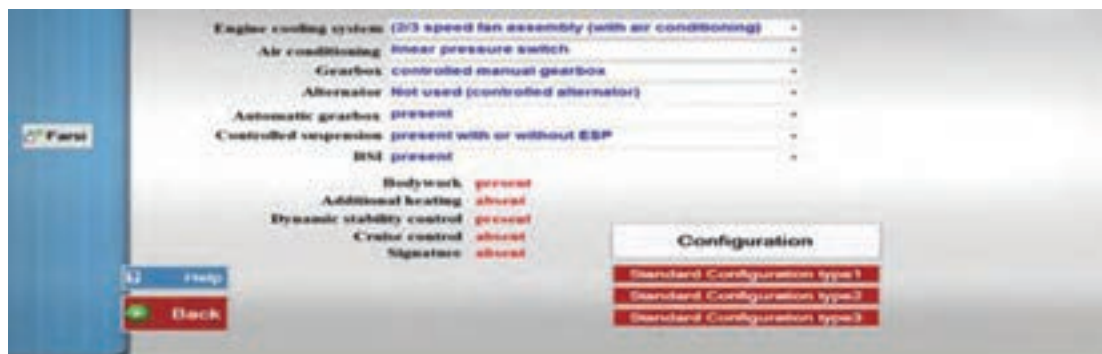 Engine cooling system (2/3 speed fan assembly (with air conditioning)
Air conditioning linear pressure switch
Gearbox controlled manual gearbox
Alternator Not used (controlled alternator)
Automatic gearbox present
Controlled suspension present with or without ESP
BSI present
Farsi
Bodywork present
Additional heating absent
Dynamic stability control present
Cruise control absent
Signature absent
Configuration
Standard Configuration type1
Standard Configuration type2
Standard Configuration type3
Help
Back